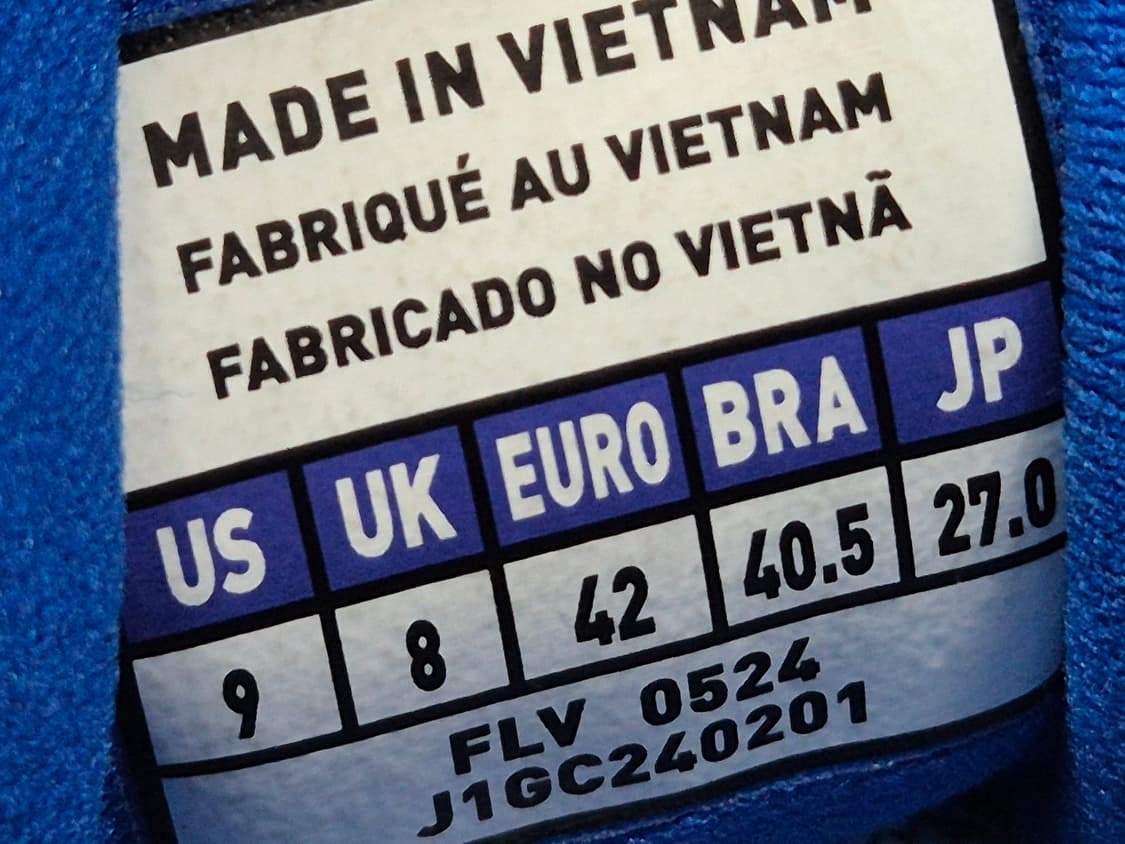 MADE IN VIETNAM
FABRIQUÉ AU VIETNAM
FABRICADO NO VIETNÃ
US UK EURO BRA JP
9 8 42 40.5 27.0
FLV 0524
J1GC240201